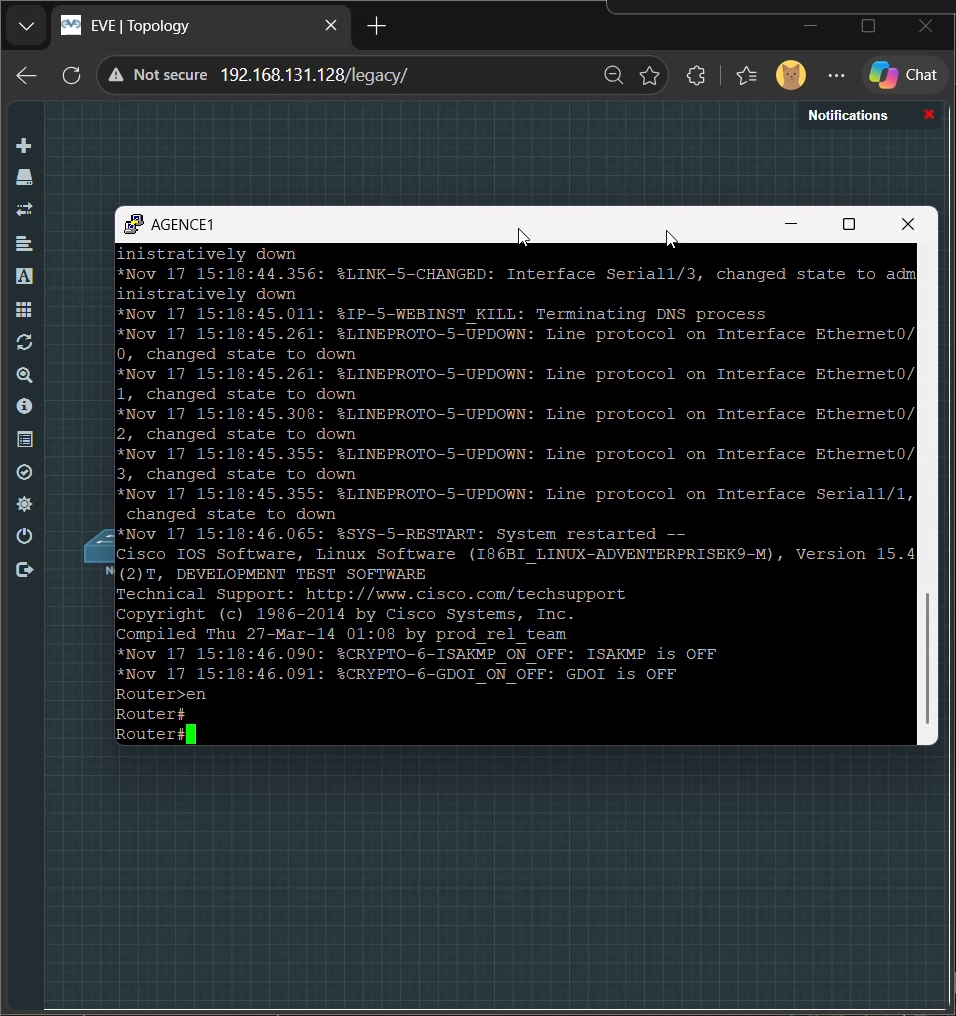 EVE | Topology
Not secure 192.168.131.128/legacy/
Chat
Notifications
AGENCE1
inistratively down
*Nov 17 15:18:44.356: %LINK-5-CHANGED: Interface Serial1/3, changed state to adm
inistratively down
*Nov 17 15:18:45.011: %IP-5-WEBINST_KILL: Terminating DNS process
*Nov 17 15:18:45.261: %LINEPROTO-5-UPDOWN: Line protocol on Interface Ethernet0/
0, changed state to down
*Nov 17 15:18:45.261: %LINEPROTO-5-UPDOWN: Line protocol on Interface Ethernet0/
1, changed state to down
*Nov 17 15:18:45.308: %LINEPROTO-5-UPDOWN: Line protocol on Interface Ethernet0/
2, changed state to down
*Nov 17 15:18:45.355: %LINEPROTO-5-UPDOWN: Line protocol on Interface Ethernet0/
3, changed state to down
*Nov 17 15:18:45.355: %LINEPROTO-5-UPDOWN: Line protocol on Interface Serial1/1,
changed state to down
*Nov 17 15:18:46.065: %SYS-5-RESTART: System restarted --
Cisco IOS Software, Linux Software (I86BI_LINUX-ADVENTERPRISEK9-M), Version 15.4
(2)T, DEVELOPMENT TEST SOFTWARE
Technical Support: http://www.cisco.com/techsupport
Copyright (c) 1986-2014 by Cisco Systems, Inc.
Compiled Thu 27-Mar-14 01:08 by prod_rel_team
*Nov 17 15:18:46.090: %CRYPTO-6-ISAKMP_ON_OFF: ISAKMP is OFF
*Nov 17 15:18:46.091: %CRYPTO-6-GDOI_ON_OFF: GDOI is OFF
Router>en
Router#
Router#